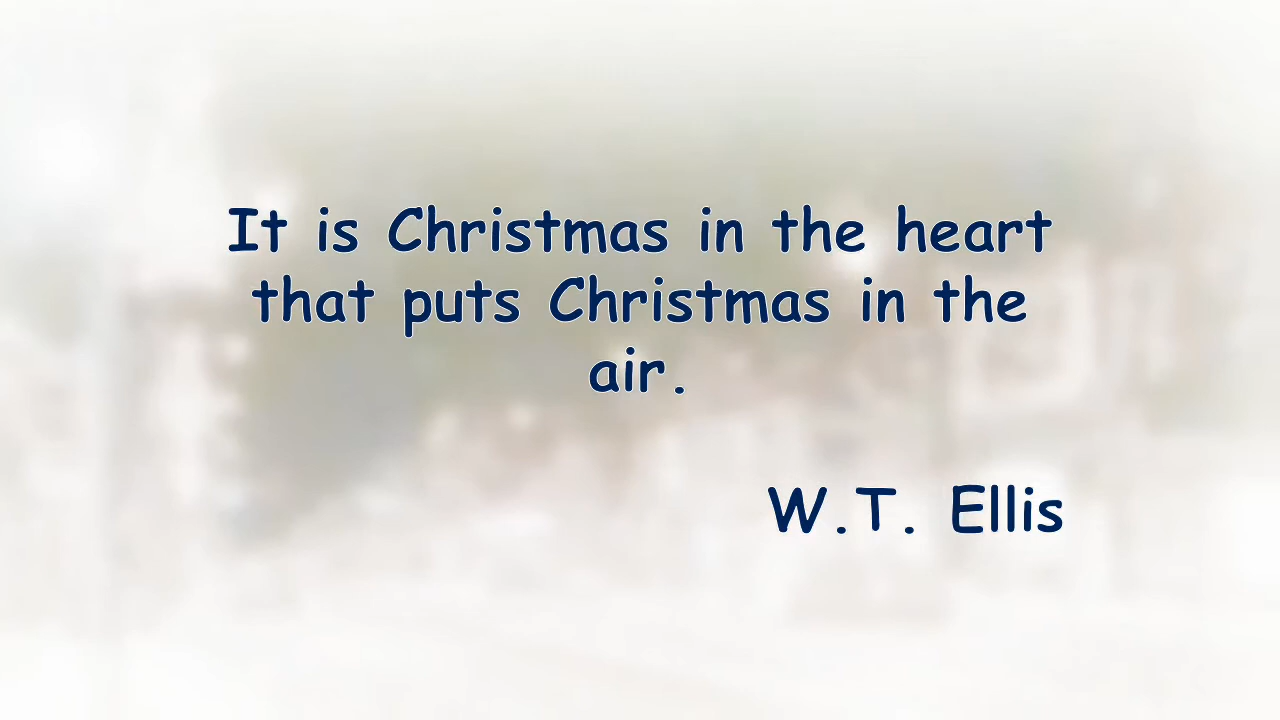 It is Christmas in the heart
that puts Christmas in the
air.
W.T. Ellis